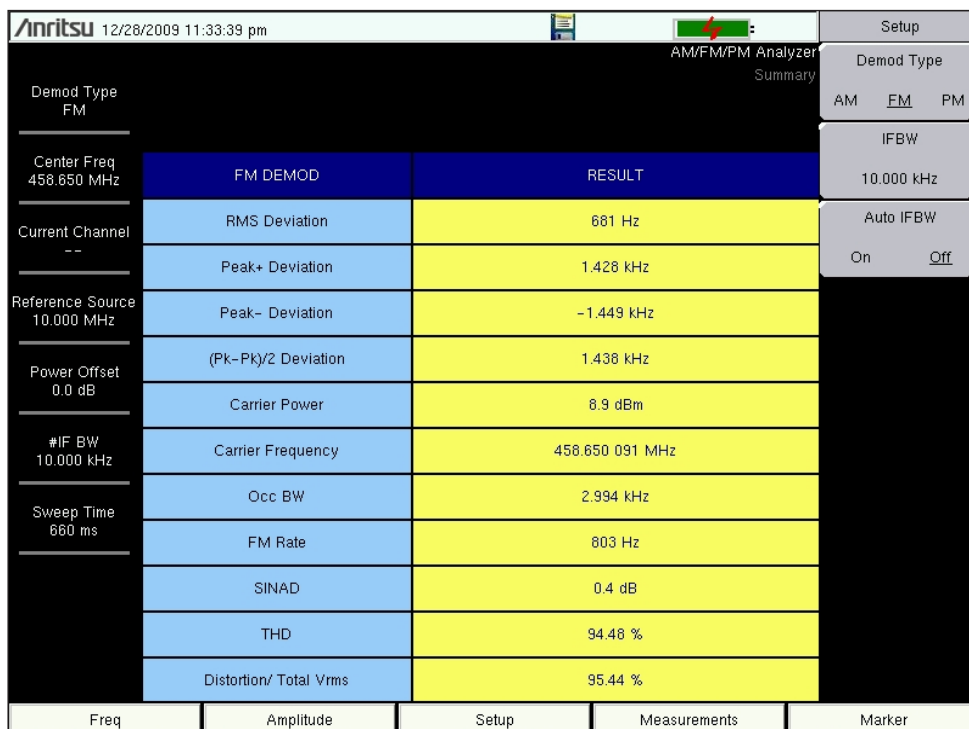 Anritsu 12/28/2009 11:33:39 pm
AM/FM/PM Analyzer
Summary
Demod Type
FM
Center Freq
458.650 MHz
Current Channel
--
Reference Source
10.000 MHz
Power Offset
0.0 dB
#IF BW
10.000 kHz
Sweep Time
660 ms
FM DEMOD RESULT
RMS Deviation 681 Hz
Peak+ Deviation 1.428 kHz
Peak- Deviation -1.449 kHz
(Pk-Pk)/2 Deviation 1.438 kHz
Carrier Power 8.9 dBm
Carrier Frequency 458.650 091 MHz
Occ BW 2.994 kHz
FM Rate 803 Hz
SINAD 0.4 dB
THD 94.48 %
Distortion/ Total Vrms 95.44 %
Setup
Demod Type
AM FM PM
IFBW
10.000 kHz
Auto IFBW
On Off
Freq Amplitude Setup Measurements Marker